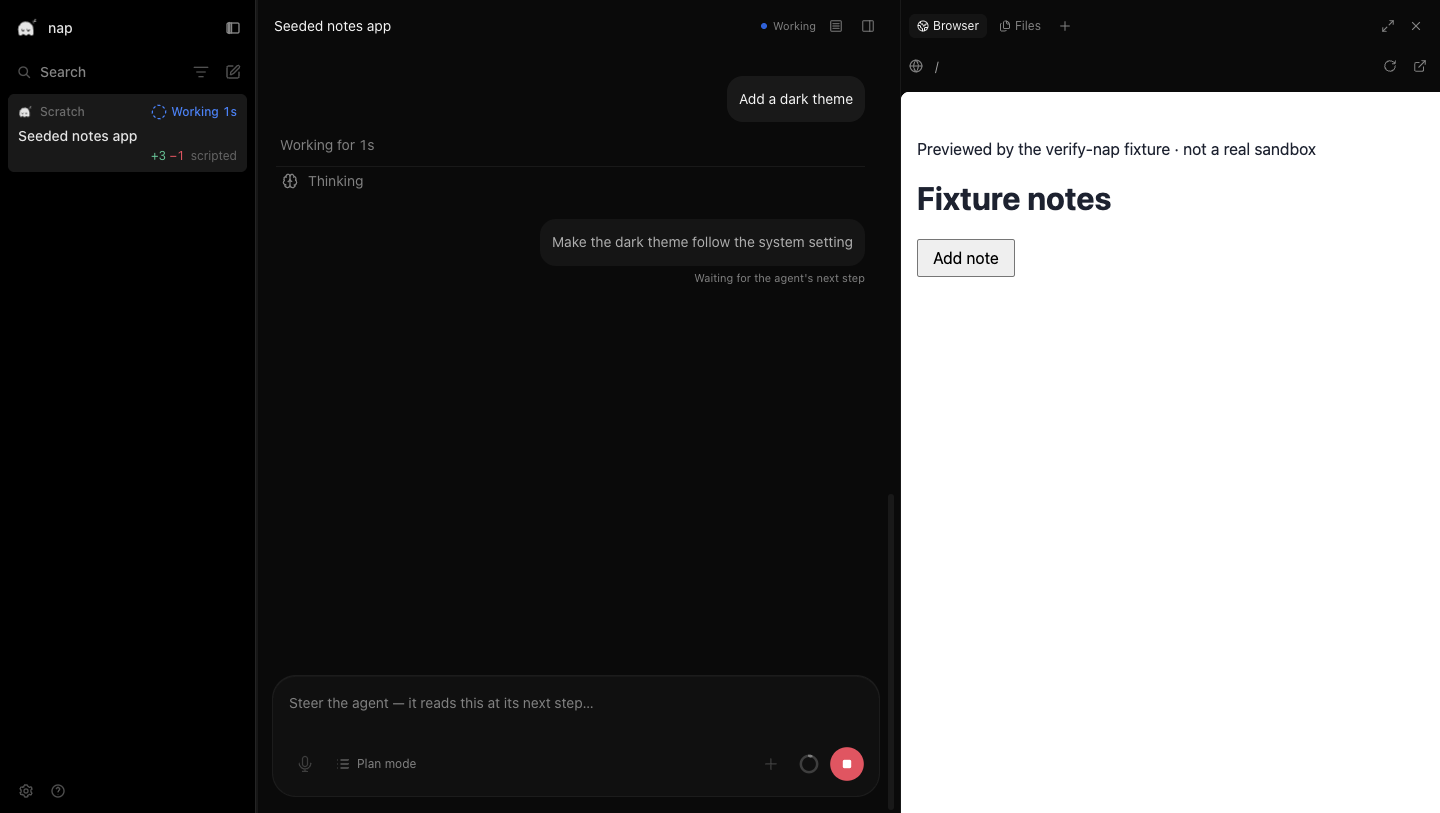 nap
Search
Scratch
Working 1s
Seeded notes app
+3 −1 scripted
Seeded notes app
Working
Add a dark theme
Working for 1s
Thinking
Make the dark theme follow the system setting
Waiting for the agent's next step
Steer the agent — it reads this at its next step...
Plan mode
Browser
Files
/
Previewed by the verify-nap fixture · not a real sandbox
Fixture notes
Add note